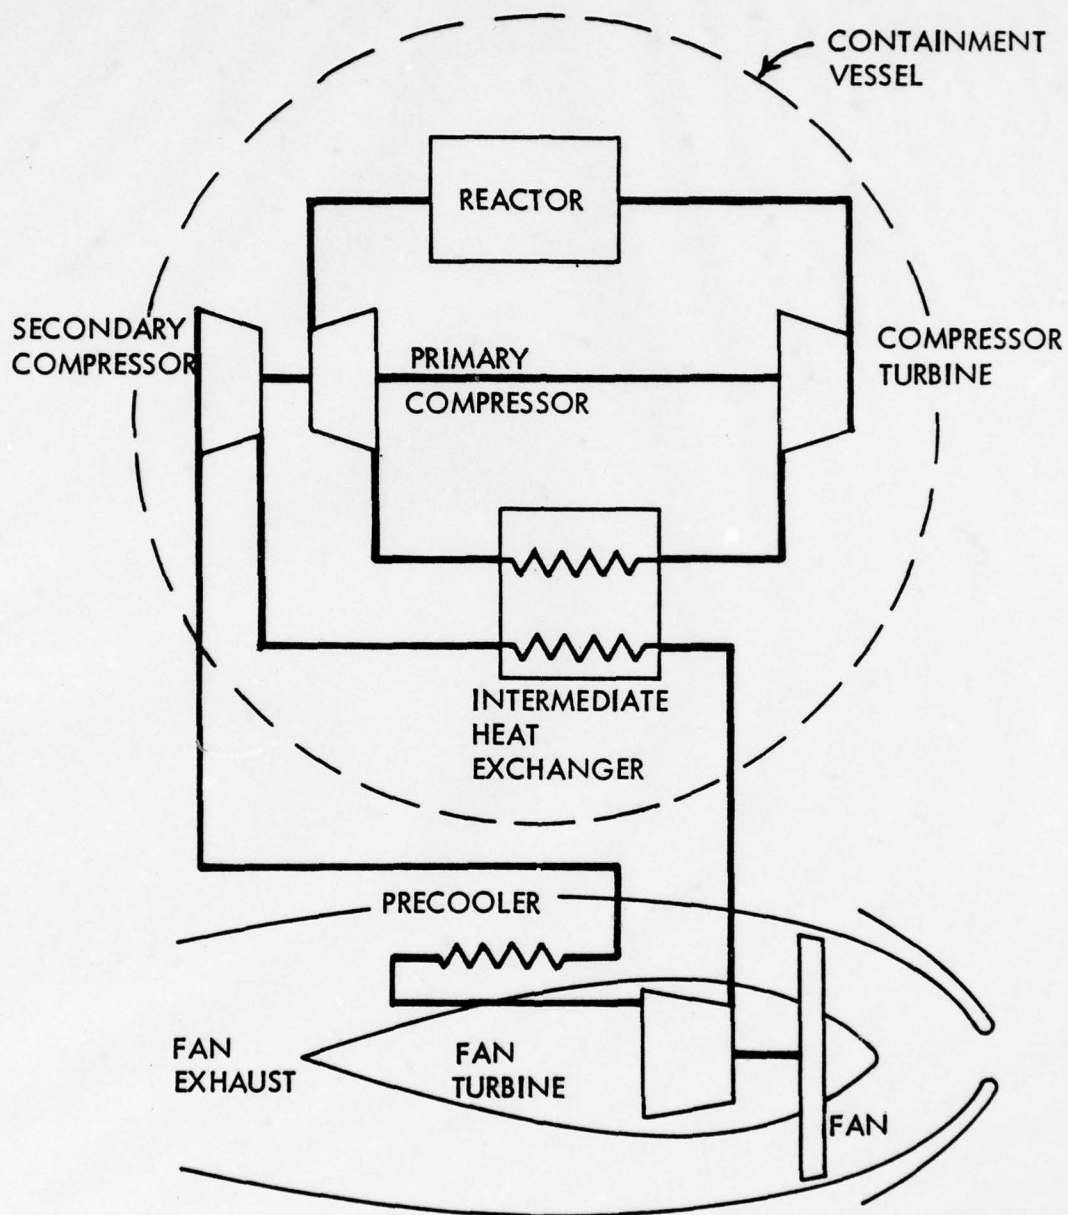 CONTAINMENT
VESSEL
REACTOR
SECONDARY
COMPRESSOR
PRIMARY
COMPRESSOR
COMPRESSOR
TURBINE
INTERMEDIATE
HEAT
EXCHANGER
PRECOOLER
FAN
EXHAUST
FAN
TURBINE
FAN